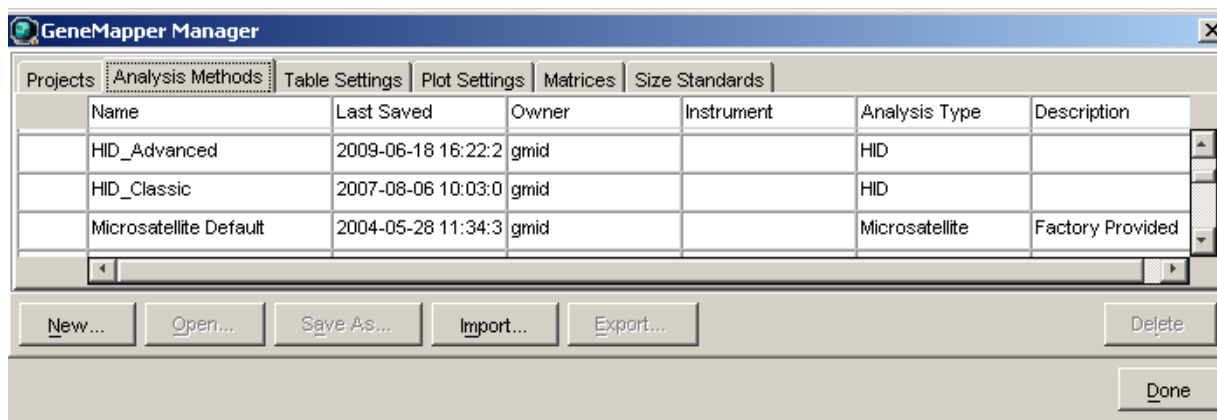 GeneMapper Manager
Projects Analysis Methods Table Settings Plot Settings Matrices Size Standards
Name Last Saved Owner Instrument Analysis Type Description
HID_Advanced 2009-06-18 16:22:2 gmid HID
HID_Classic 2007-08-06 10:03:0 gmid HID
Microsatellite Default 2004-05-28 11:34:3 gmid Microsatellite Factory Provided
New... Open... Save As... Import... Export... Delete
Done